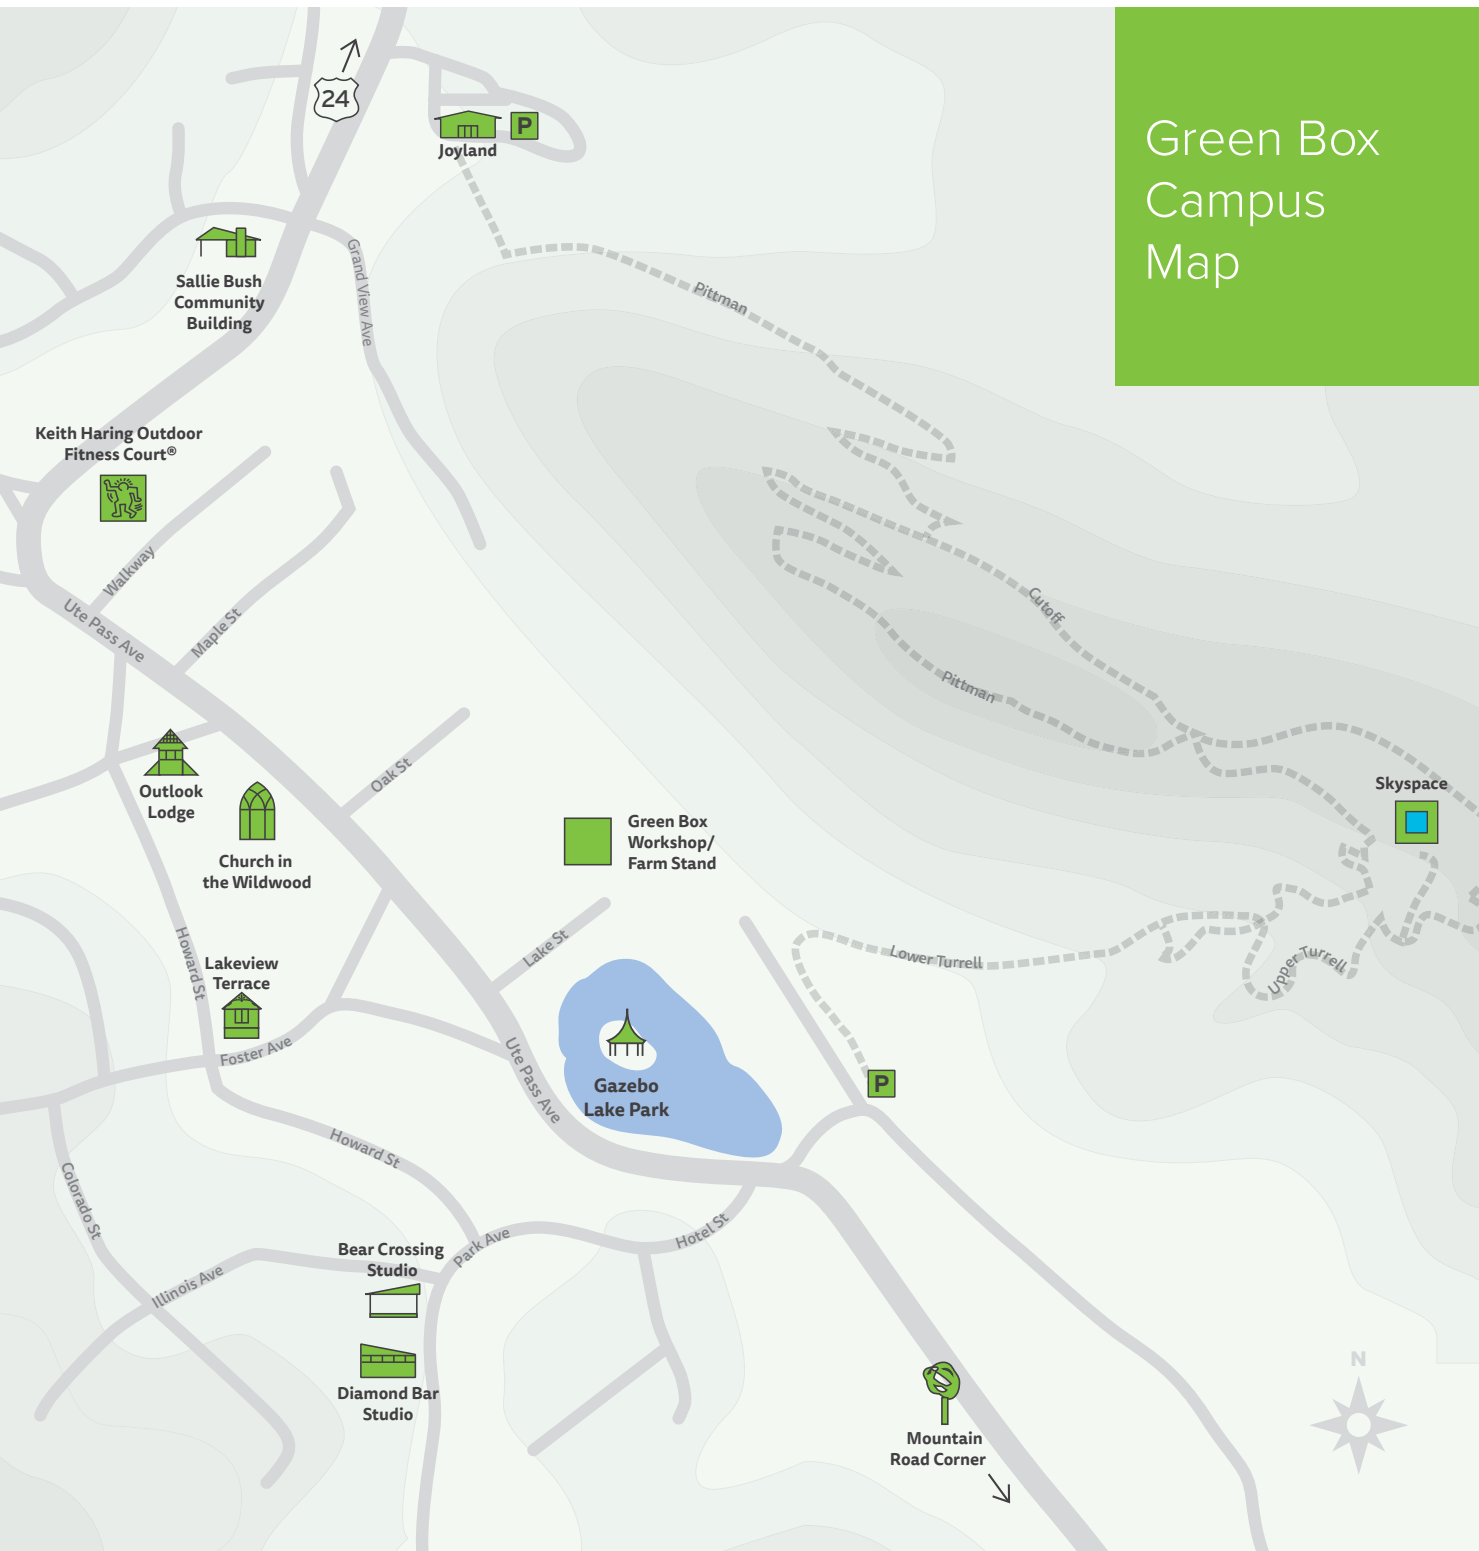 Green Box
Campus
Map
24
P
Joyland
Sallie Bush
Community
Building
Grand View Ave
Pittman
Keith Haring Outdoor
Fitness Court®
Walkway
Ute Pass Ave
Maple St
Cutoff
Pittman
Outlook
Lodge
Oak St
Skyspace
Church in
the Wildwood
Green Box
Workshop/
Farm Stand
Howard St
Lakeview
Terrace
Lake St
Lower Turrell
Upper Turrell
Foster Ave
Ute Pass Ave
Gazebo
Lake Park
P
Howard St
Colorado St
Park Ave
Hotel St
Bear Crossing
Studio
Illinois Ave
Diamond Bar
Studio
Mountain
Road Corner
N